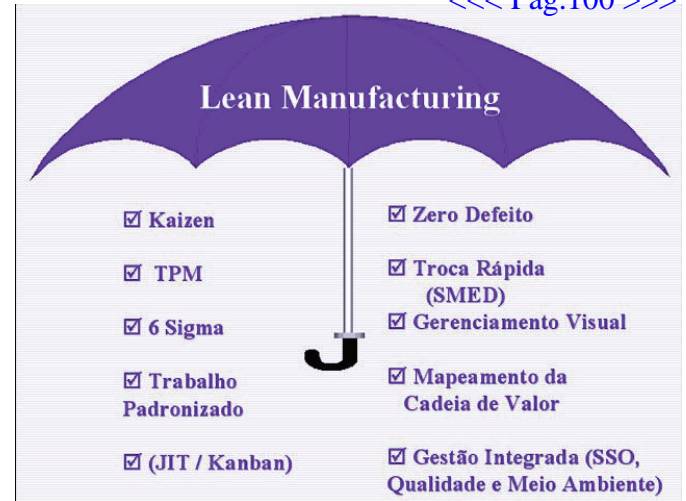 <<< Pag.100 >>>
Lean Manufacturing
☑ Kaizen
☑ TPM
☑ 6 Sigma
☑ Trabalho
Padronizado
☑ (JIT / Kanban)
☑ Zero Defeito
☑ Troca Rápida
(SMED)
☑ Gerenciamento Visual
☑ Mapeamento da
Cadeia de Valor
☑ Gestão Integrada (SSO,
Qualidade e Meio Ambiente)